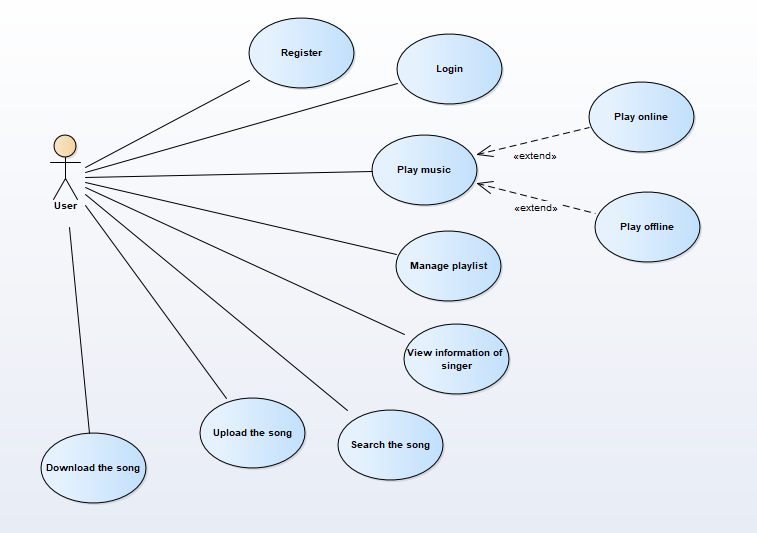 Register
Login
Play online
«extend»
Play music
User
«extend»
Play offline
Manage playlist
View information of
singer
Upload the song
Search the song
Download the song